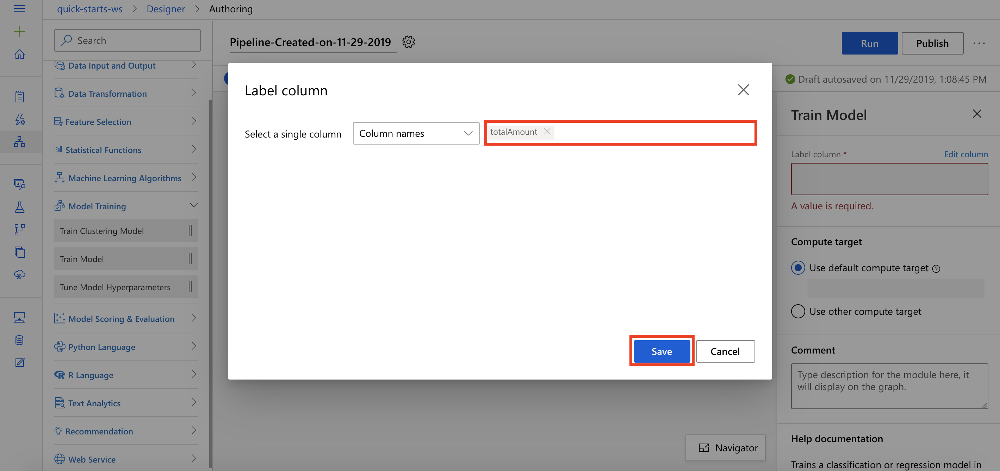 quick-starts-ws > Designer > Authoring
Search
Data Input and Output
Data Transformation
Feature Selection
Statistical Functions
Machine Learning Algorithms
Model Training
Train Clustering Model
Train Model
Tune Model Hyperparameters
Model Scoring & Evaluation
Python Language
R Language
Text Analytics
Recommendation
Web Service
Pipeline-Created-on-11-29-2019
Run
Publish
Draft autosaved on 11/29/2019, 1:08:45 PM
Label column
Select a single column
Column names
totalAmount
Save
Cancel
Navigator
Train Model
Label column *
Edit column
A value is required.
Compute target
Use default compute target
Use other compute target
Comment
Type description for the module here, it
will display on the graph.
Help documentation
Trains a classification or regression model in